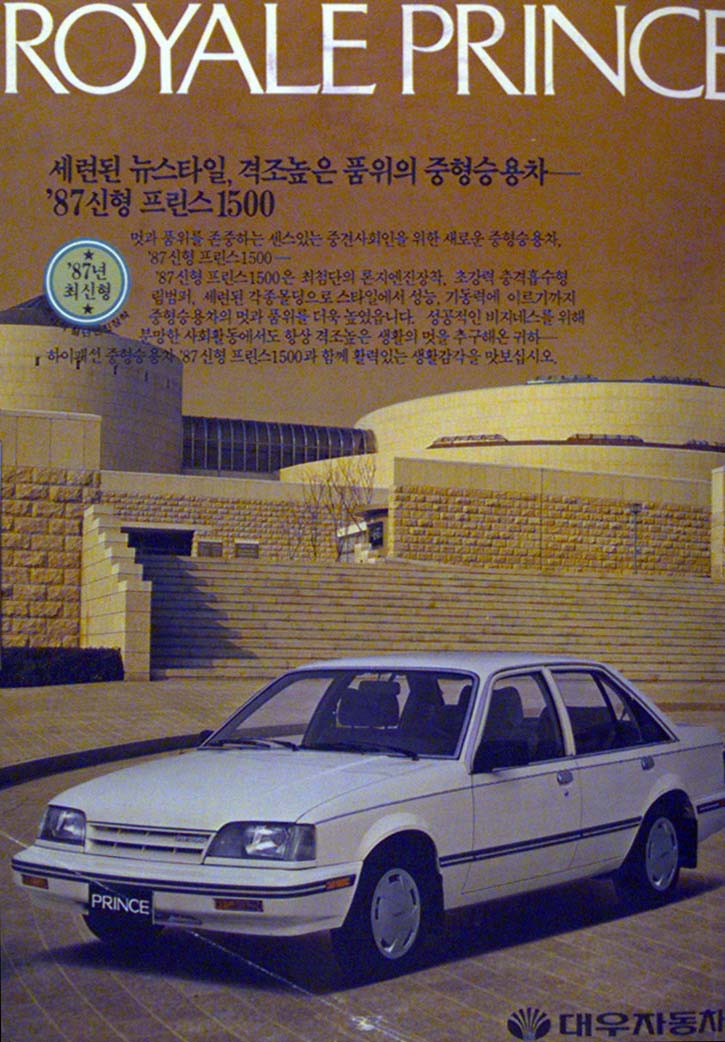 ROYALE PRINCE
세련된 뉴스타일, 격조높은 품위의 중형승용차—
'87신형 프린스1500
멋과 품위를 존중하는 센스있는 중견사회인을 위한 새로운 중형승용차,
'87신형 프린스1500—
'87신형 프린스1500은 최첨단의 론지엔진장착, 초강력 충격흡수형
림범퍼, 세련된 각종몰딩으로 스타일에서 성능, 기동력에 이르기까지
중형승용차의 멋과 품위를 더욱 높였읍니다. 성공적인 비지네스를 위해
분망한 사회활동에서도 항상 격조높은 생활의 멋을 추구해온 귀하—
하이패션 중형승용차 '87신형 프린스1500과 함께 활력있는 생활감각을 맛보십시오.
★
'87년
최신형
★
PRINCE
대우자동차